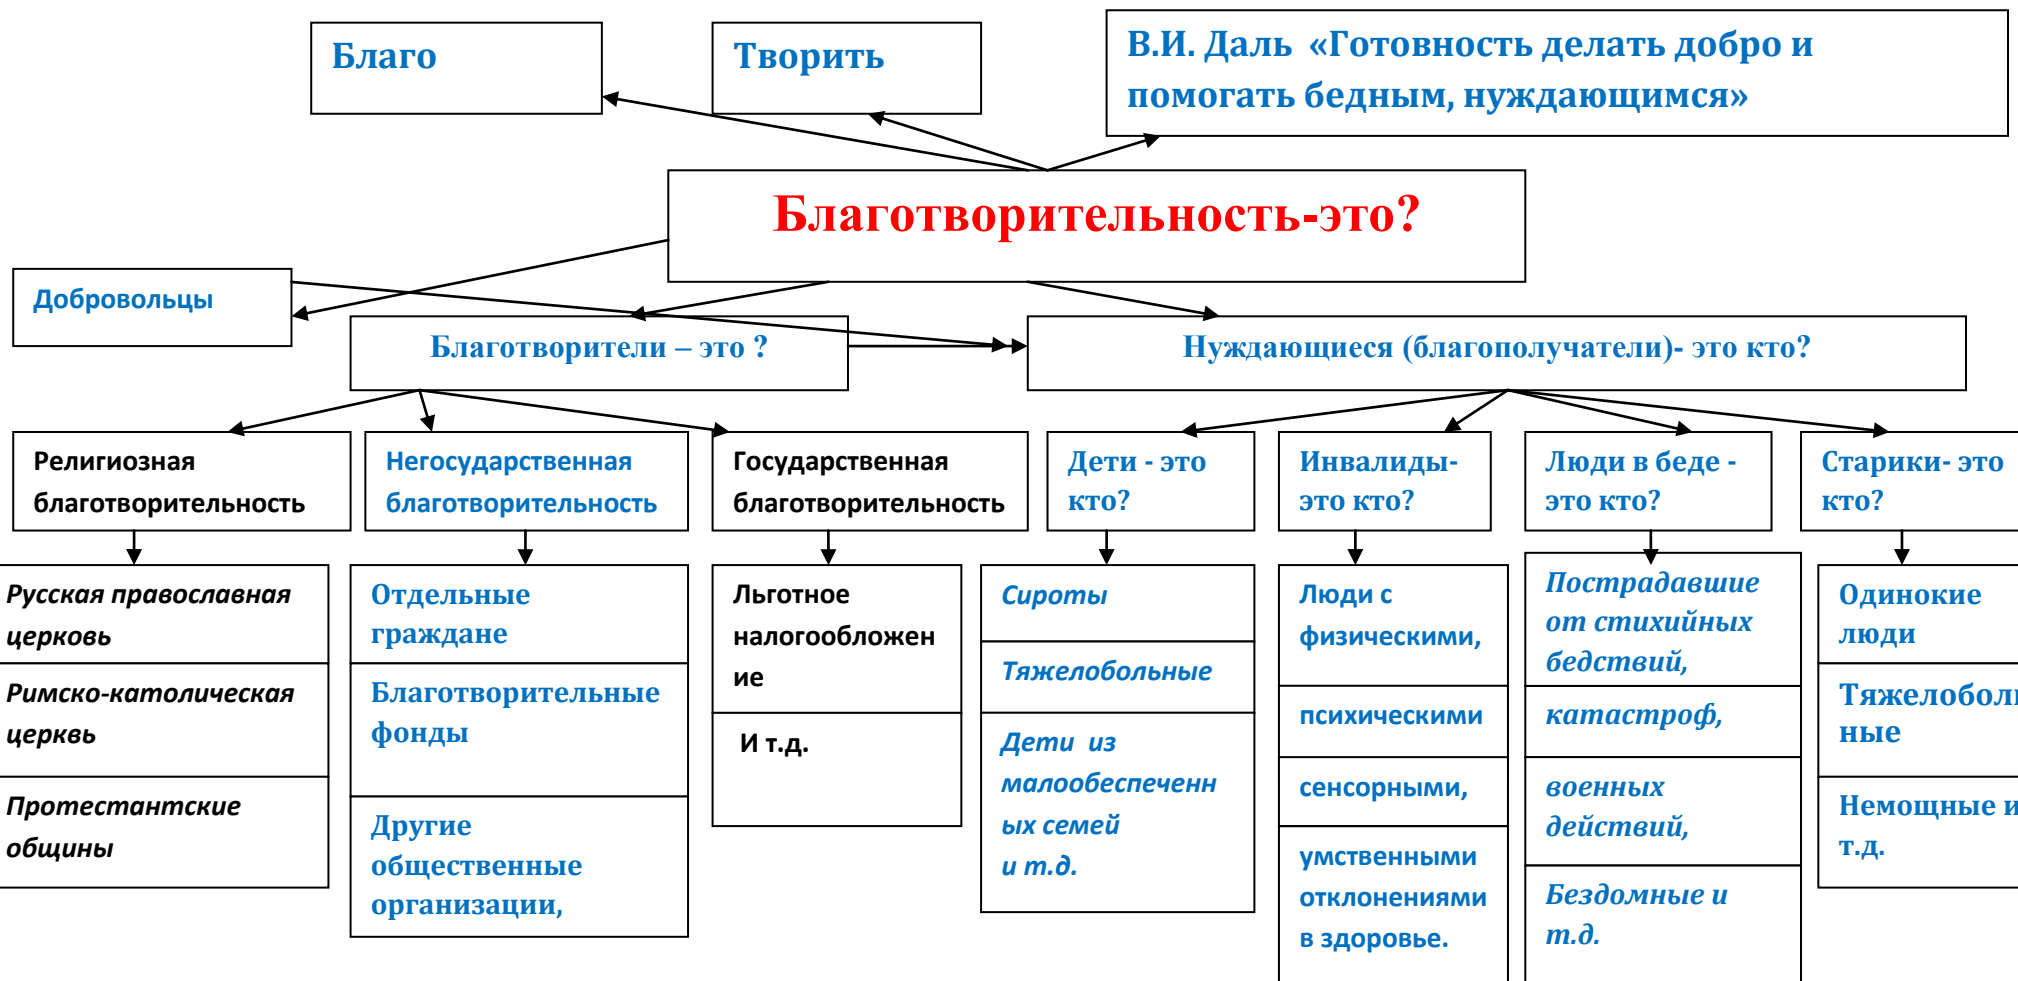 Благо
Творить
В.И. Даль «Готовность делать добро и
помогать бедным, нуждающимся»
Благотворительность-это?
Добровольцы
Благотворители – это ?
Нуждающиеся (благополучатели)- это кто?
Религиозная
благотворительность
Негосударственная
благотворительность
Государственная
благотворительность
Дети - это
кто?
Инвалиды-
это кто?
Люди в беде -
это кто?
Старики- это
кто?
Русская православная
церковь
Римско-католическая
церквь
Протестантские
общины
Отдельные
граждане
Благотворительные
фонды
Другие
общественные
организации,
Льготное
налогообложен
ие
И т.д.
Сироты
Тяжелобольные
Дети из
малообеспеченн
ых семей
и т.д.
Люди с
физическими,
психическими
сенсорными,
умственными
отклонениями
в здоровье.
Пострадавшие
от стихийных
бедствий,
катастроф,
военных
действий,
Бездомные и
т.д.
Одинокие
люди
Тяжелоболь
ные
Немощные и
т.д.